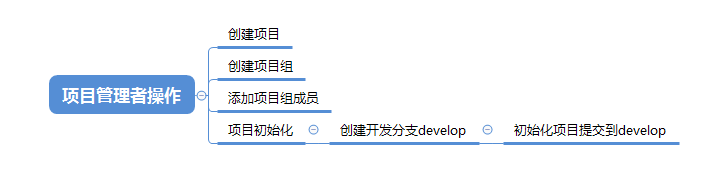 创建项目
创建项目组
项目管理者操作
添加项目组成员
项目初始化
创建开发分支develop
初始化项目提交到develop